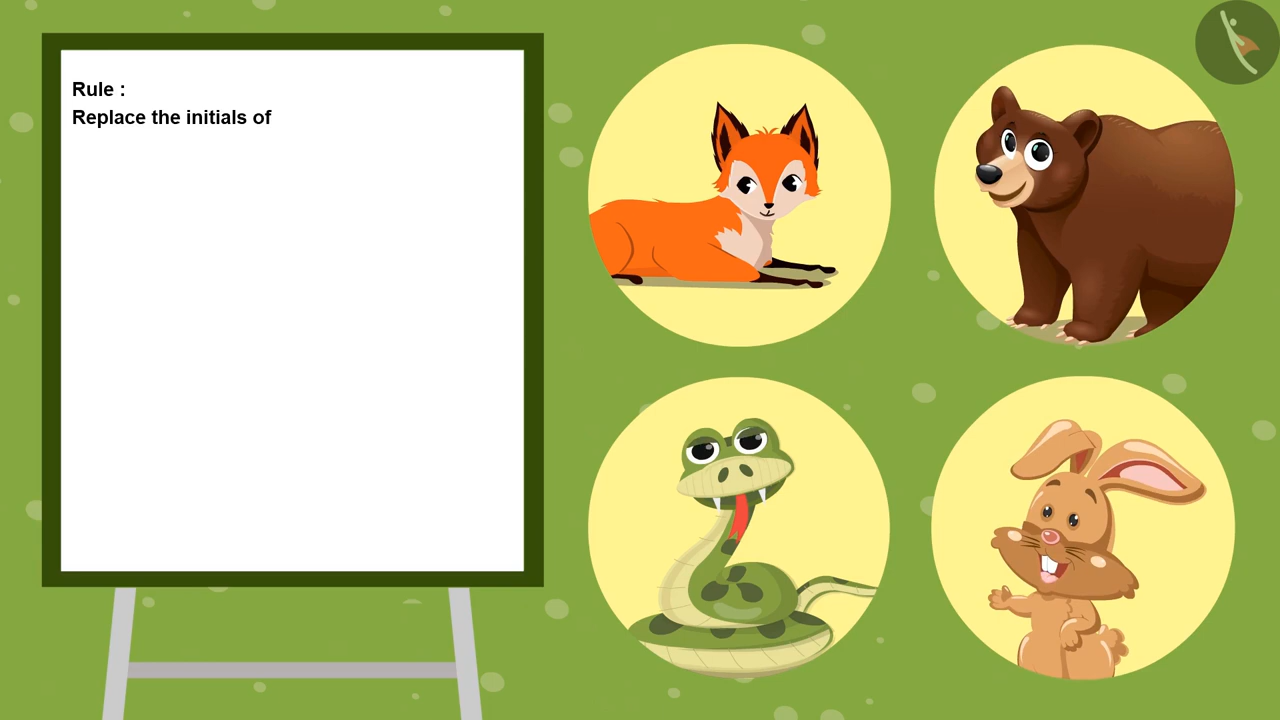 Rule :
Replace the initials of